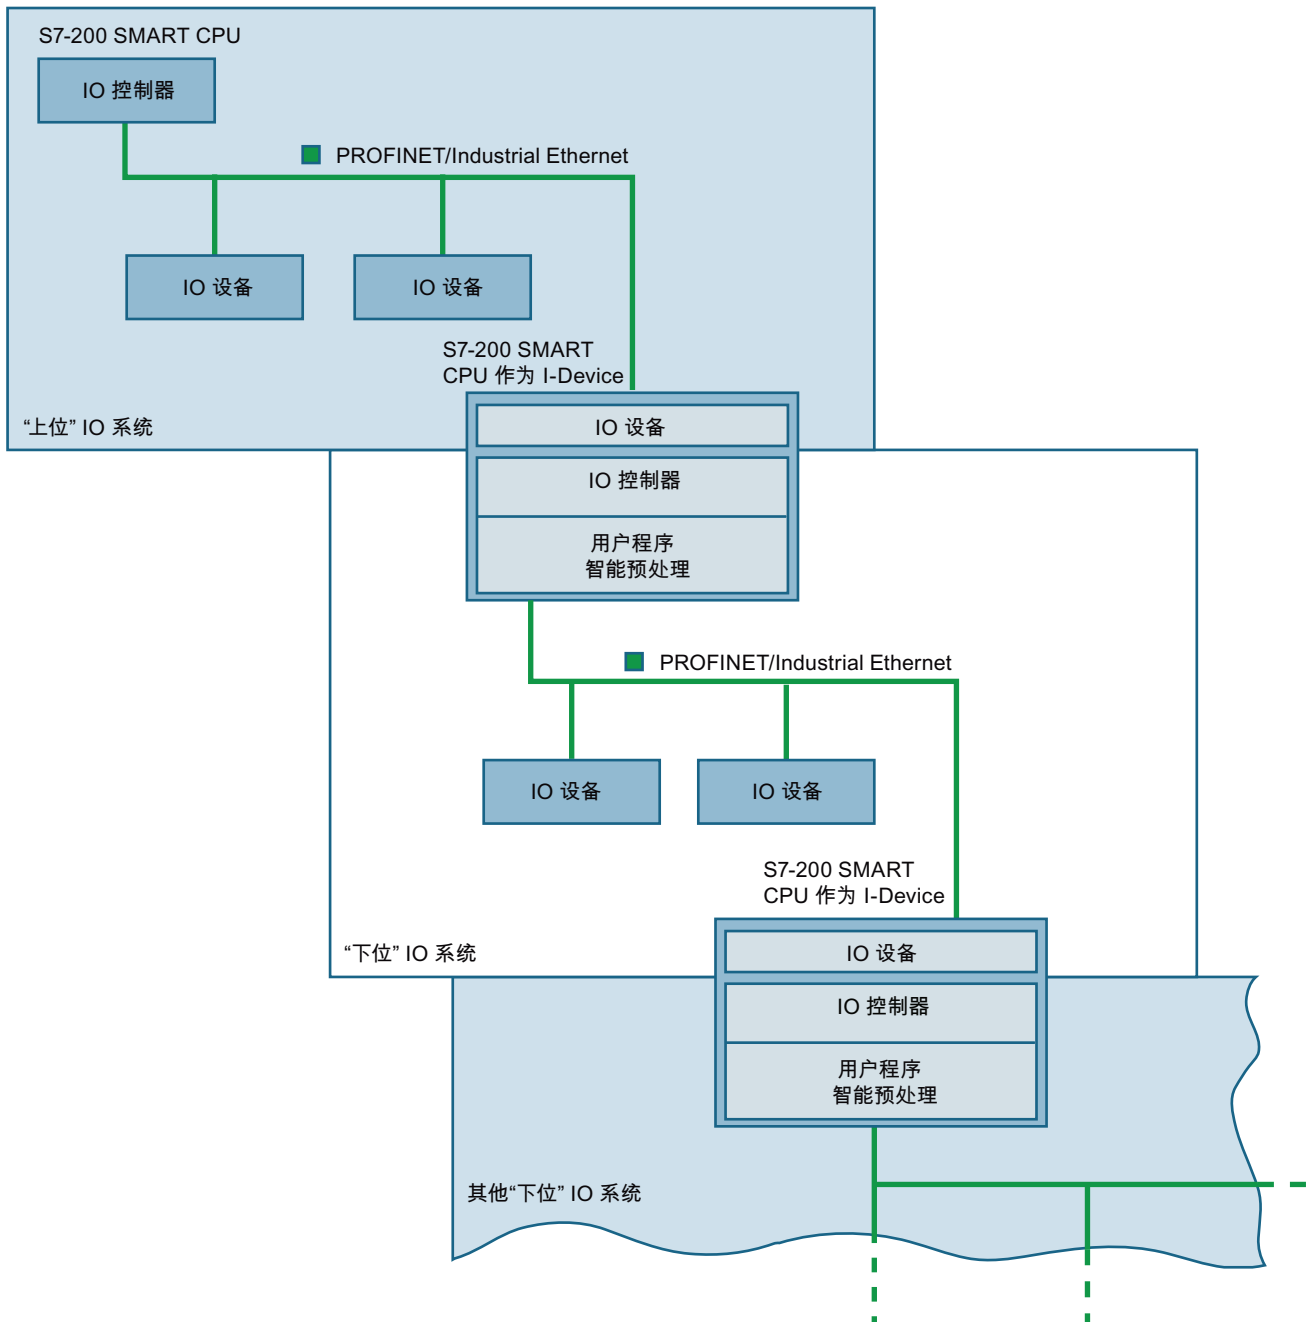 S7-200 SMART CPU
IO 控制器
PROFINET/Industrial Ethernet
IO 设备
IO 设备
S7-200 SMART
CPU 作为 I-Device
“上位” IO 系统
IO 设备
IO 控制器
用户程序
智能预处理
PROFINET/Industrial Ethernet
IO 设备
IO 设备
S7-200 SMART
CPU 作为 I-Device
“下位” IO 系统
IO 设备
IO 控制器
用户程序
智能预处理
其他“下位” IO 系统